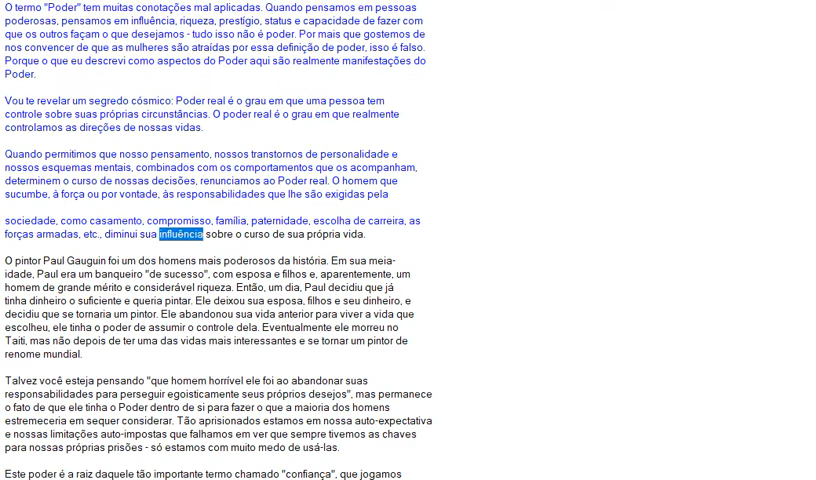 O termo "Poder" tem muitas conotações mal aplicadas. Quando pensamos em pessoas
poderosas, pensamos em influência, riqueza, prestígio, status e capacidade de fazer com
que os outros façam o que desejamos - tudo isso não é poder. Por mais que gostemos de
nos convencer de que as mulheres são atraídas por essa definição de poder, isso é falso.
Porque o que eu descrevi como aspectos do Poder aqui são realmente manifestações do
Poder.
Vou te revelar um segredo cósmico: Poder real é o grau em que uma pessoa tem
controle sobre suas próprias circunstâncias. O poder real é o grau em que realmente
controlamos as direções de nossas vidas.
Quando permitimos que nosso pensamento, nossos transtornos de personalidade e
nossos esquemas mentais, combinados com os comportamentos que os acompanham,
determinem o curso de nossas decisões, renunciamos ao Poder real. O homem que
sucumbe, à força ou por vontade, às responsabilidades que lhe são exigidas pela
sociedade, como casamento, compromisso, família, paternidade, escolha de carreira, as
forças armadas, etc., diminui sua influência sobre o curso de sua própria vida.
O pintor Paul Gauguin foi um dos homens mais poderosos da história. Em sua meia-
idade, Paul era um banqueiro "de sucesso", com esposa e filhos e, aparentemente, um
homem de grande mérito e considerável riqueza. Então, um dia, Paul decidiu que já
tinha dinheiro o suficiente e queria pintar. Ele deixou sua esposa, filhos e seu dinheiro, e
decidiu que se tornaria um pintor. Ele abandonou sua vida anterior para viver a vida que
escolheu, ele tinha o poder de assumir o controle dela. Eventualmente ele morreu no
Taiti, mas não depois de ter uma das vidas mais interessantes e se tornar um pintor de
renome mundial.
Talvez você esteja pensando "que homem horrível ele foi ao abandonar suas
responsabilidades para perseguir egoisticamente seus próprios desejos", mas permanece
o fato de que ele tinha o Poder dentro de si para fazer o que a maioria dos homens
estremeceria em sequer considerar. Tão aprisionados estamos em nossa auto-expectativa
e nossas limitações auto-impostas que falhamos em ver que sempre tivemos as chaves
para nossas próprias prisões - só estamos com muito medo de usá-las.
Este poder é a raiz daquele tão importante termo chamado "confiança", que jogamos